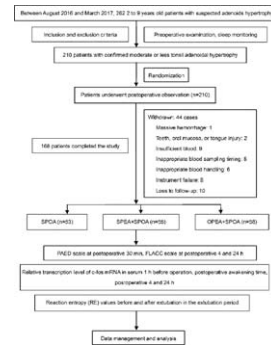 Between August 2016 and March 2017, 382 2 to 9 years old patients with suspected adenoids hypertrophy
Inclusion and exclusion criteria
Preoperative examination, sleep monitoring
210 patients with confirmed moderate or less tonsil adenoidal hypertrophy
Randomization
Patients underwent postoperative observation (n=210)
Withdrawn: 44 cases
Massive hemorrhage: 1
Teeth, oral mucosa, or tongue injury: 2
Insufficient blood: 9
Inappropriate blood sampling timing: 8
Inappropriate blood handling: 6
Instrument failure: 8
Loss to follow-up: 10
166 patients completed the study
SPOA (n=53)
SPEA+SPOA (n=55)
OPEA+SPOA (n=58)
PAED scale at postoperative 30 min, FLACC scale at postoperative 4 and 24 h
Relative transcription level of c-fos mRNA in serum 1 h before operation, postoperative awakening time,
postoperative 4 and 24 h
Reaction entropy (RE) values before and after extubation in the extubation period
Data management and analysis